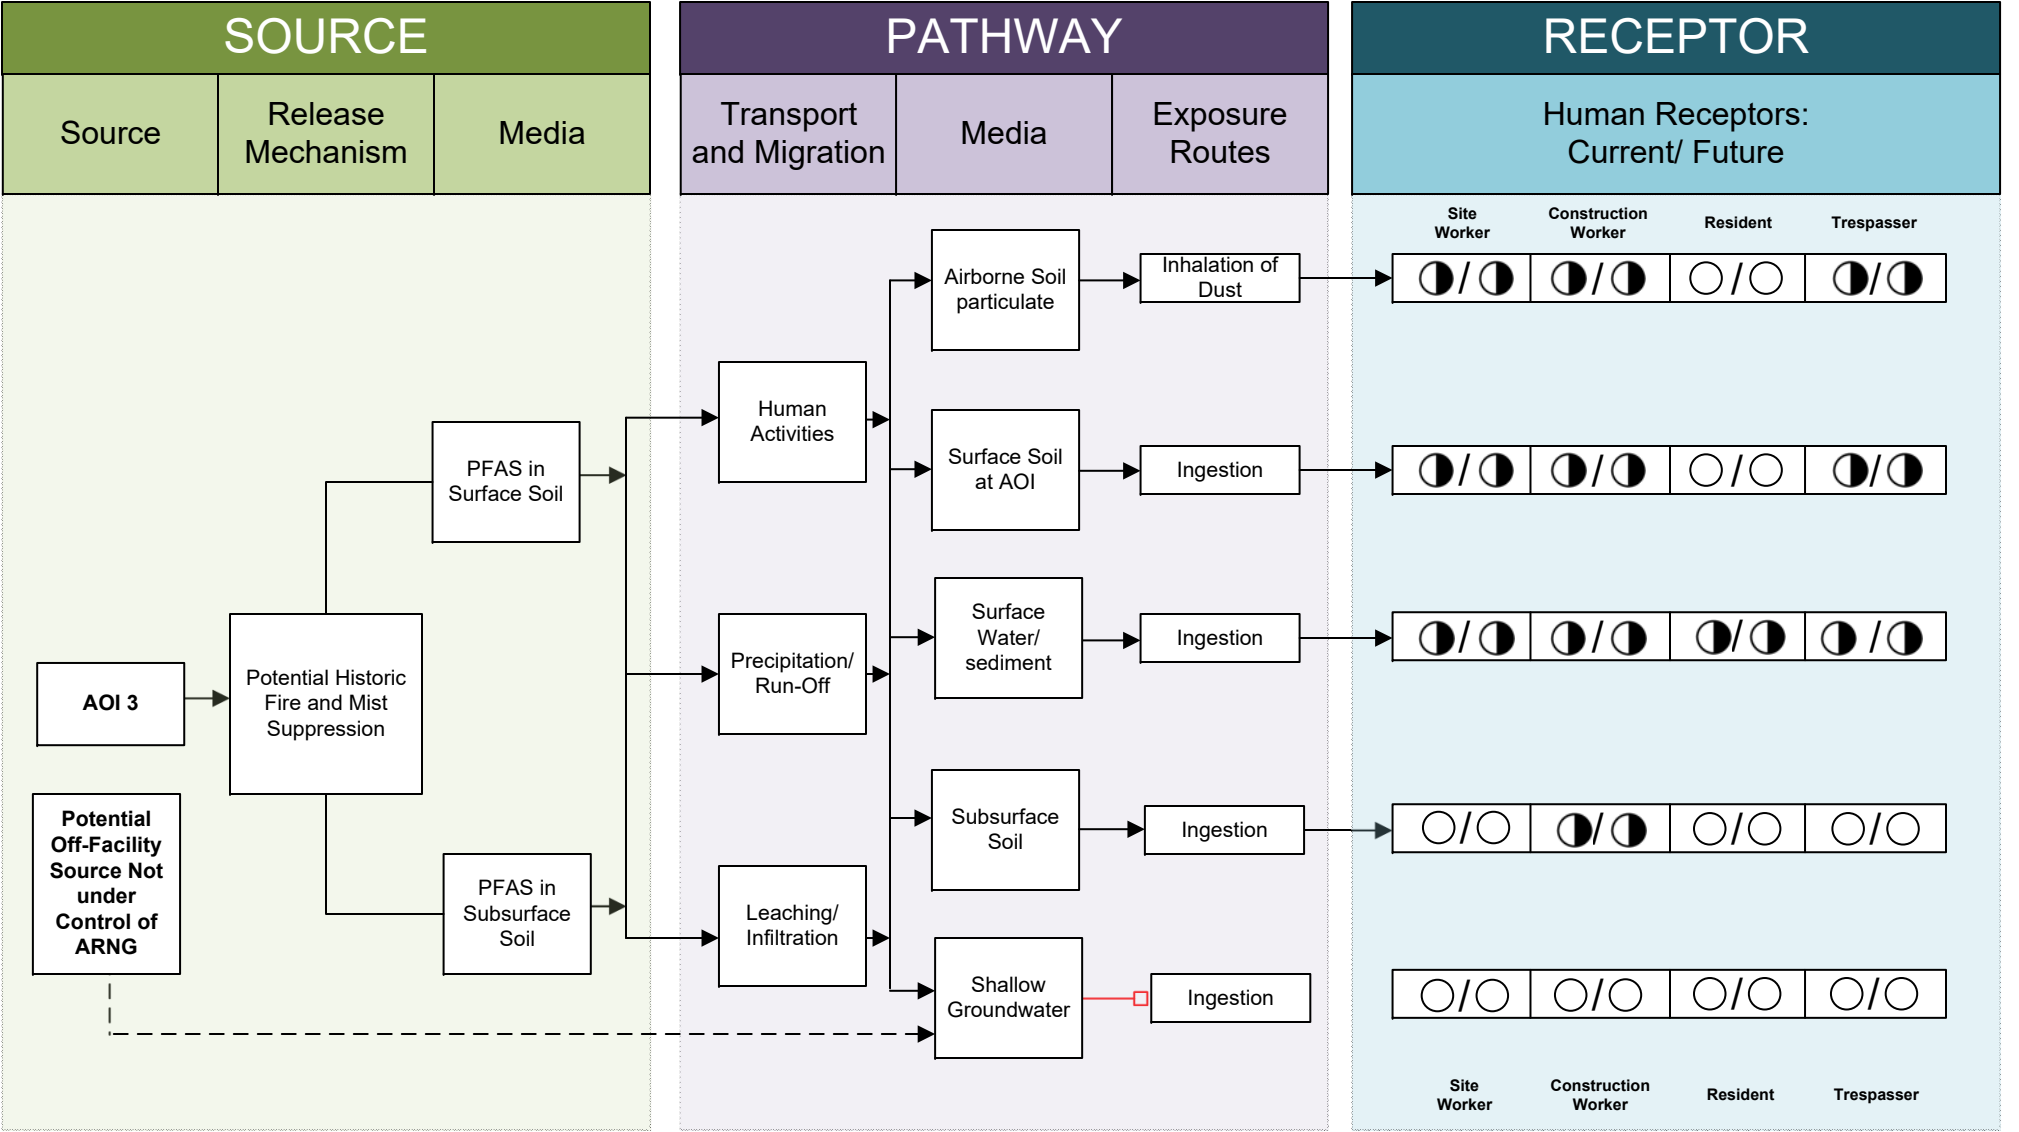 SOURCE
PATHWAY
RECEPTOR
Source
Release
Mechanism
Media
Transport
and Migration
Media
Exposure
Routes
Human Receptors:
Current/ Future
Site
Worker
Construction
Worker
Resident
Trespasser
AOI 3
Potential
Off-Facility
Source Not
under
Control of
ARNG
Potential Historic
Fire and Mist
Suppression
PFAS in
Surface Soil
PFAS in
Subsurface
Soil
Human
Activities
Precipitation/
Run-Off
Leaching/
Infiltration
Airborne Soil
particulate
Inhalation of
Dust
/ / / /
Surface Soil
at AOI
Ingestion
/ / / /
Surface
Water/
sediment
Ingestion
/ / / /
Subsurface
Soil
Ingestion
/ / / /
Shallow
Groundwater
Ingestion
/ / / /
Site
Worker
Construction
Worker
Resident
Trespasser